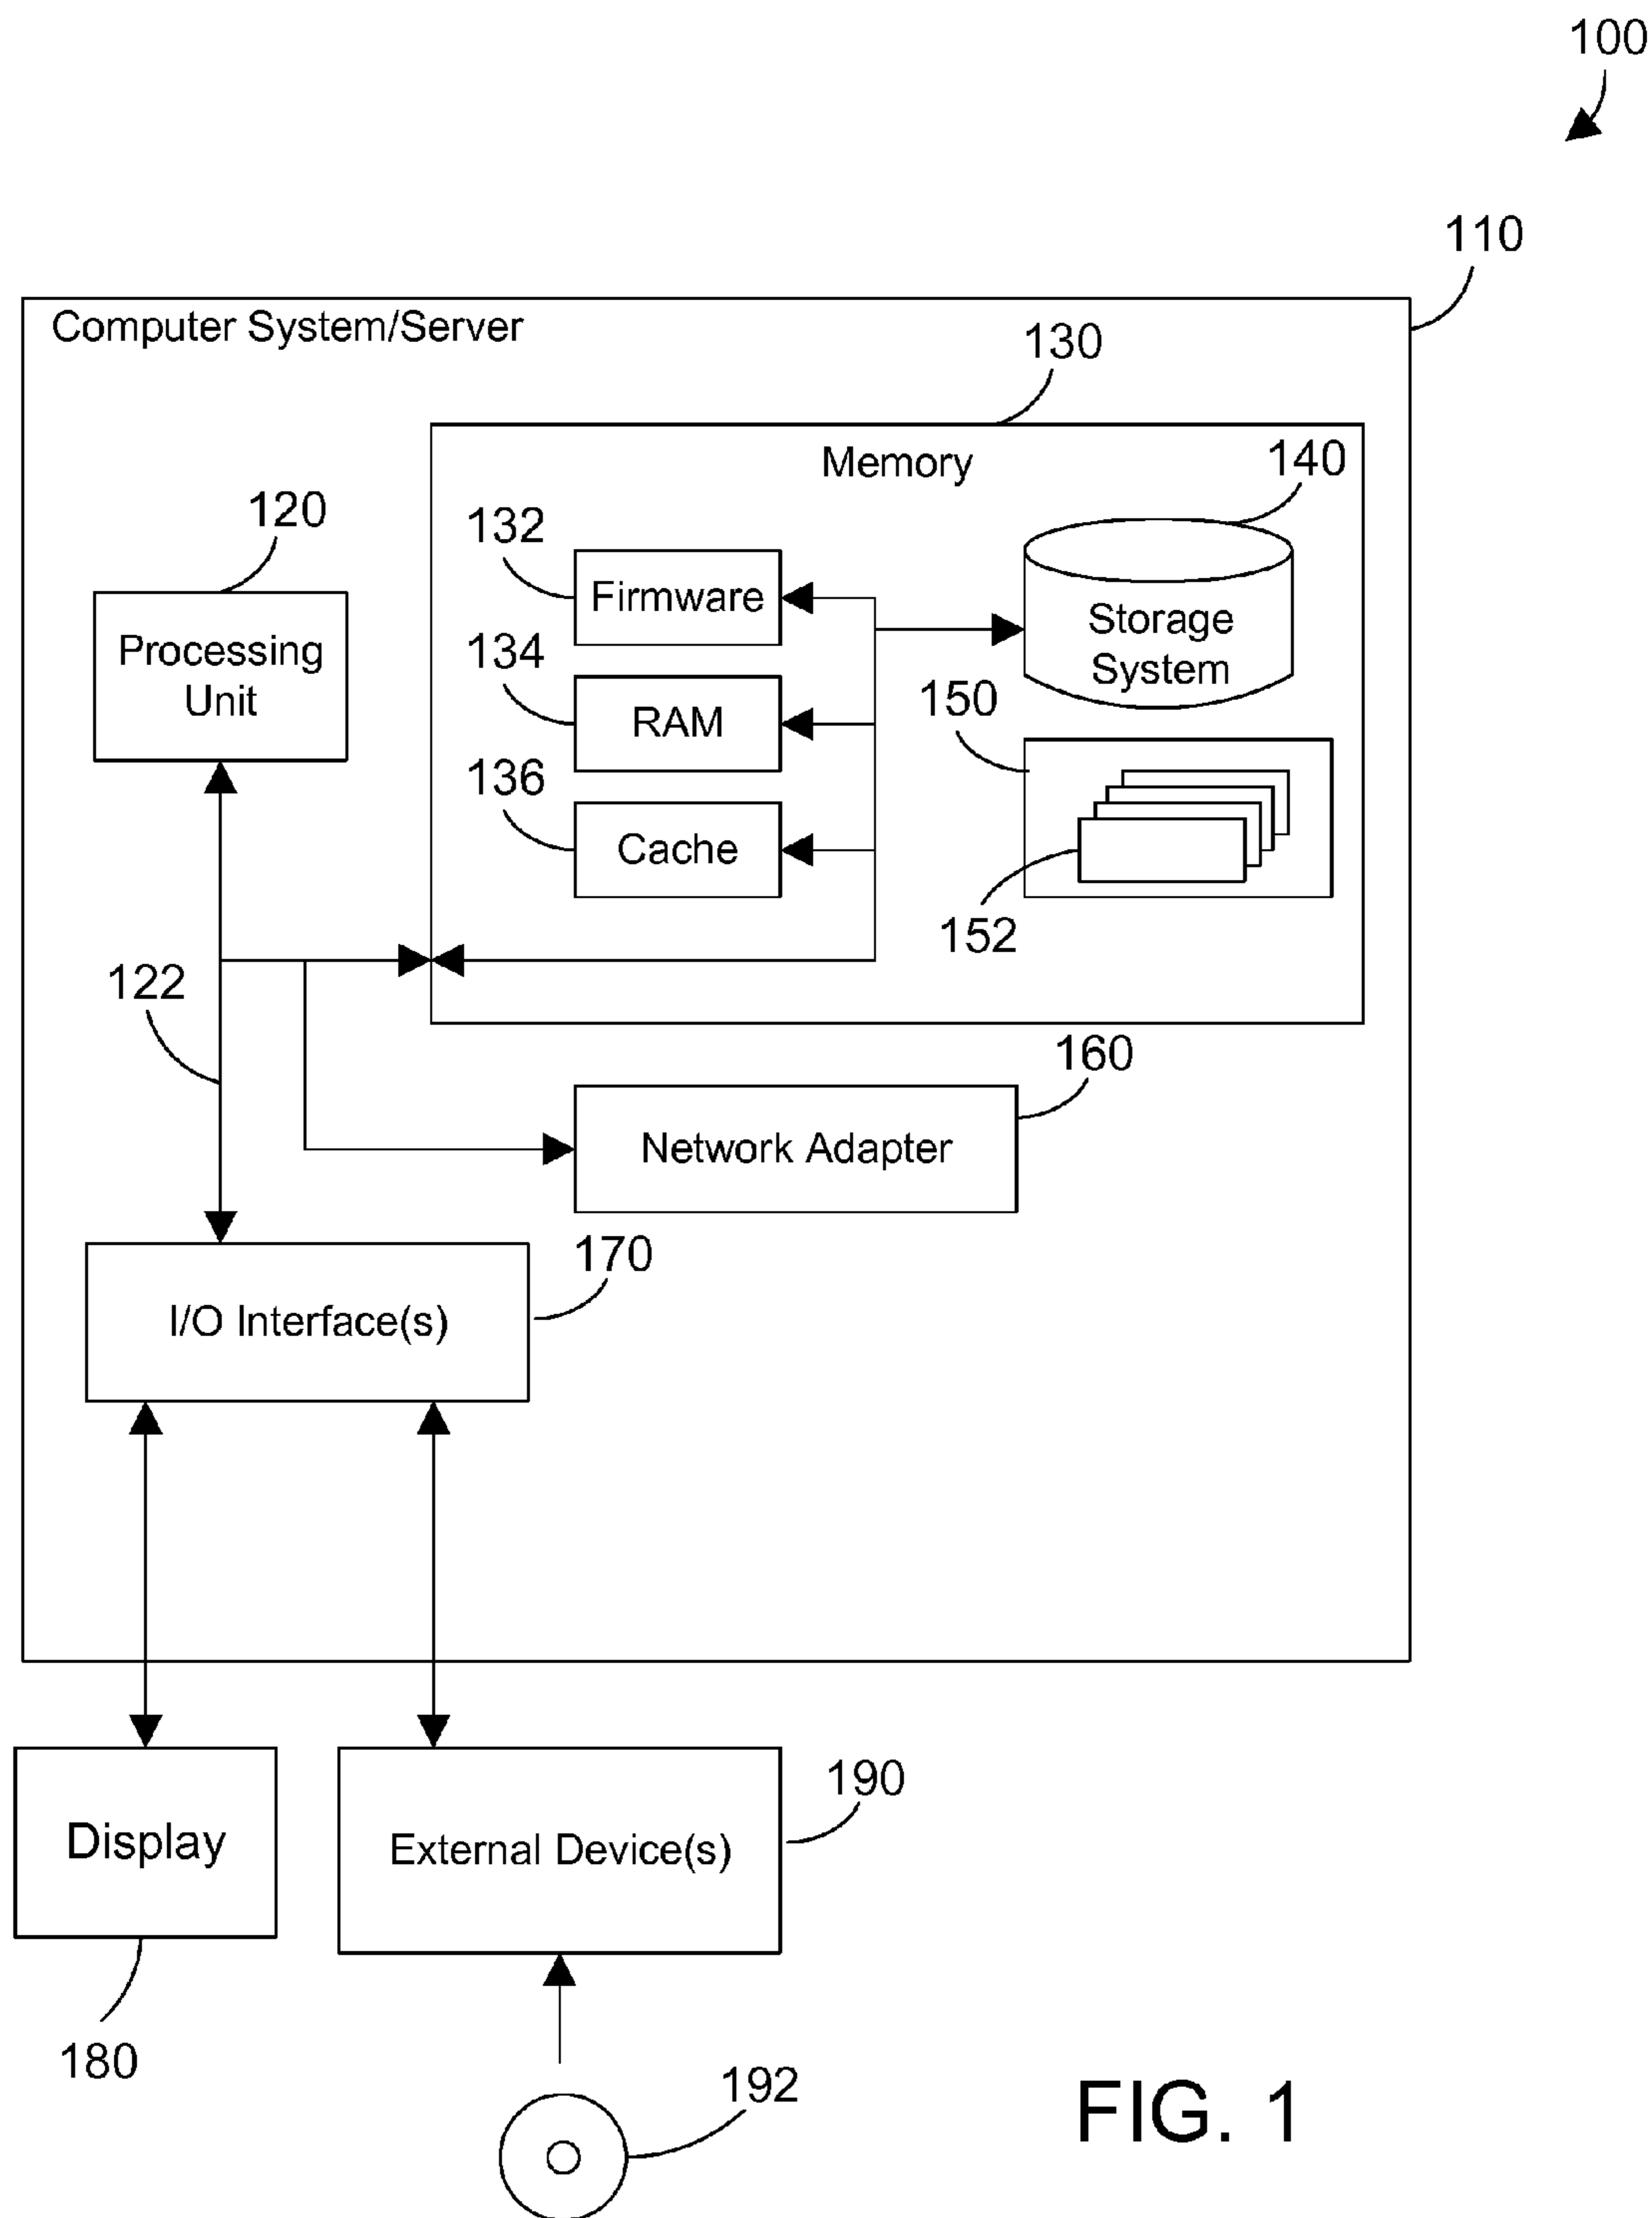 100
110
Computer System/Server
130
Memory
140
120
132
Firmware
Storage
System
Processing
Unit
134
RAM
150
136
Cache
152
122
160
Network Adapter
170
I/O Interface(s)
190
Display
External Device(s)
180
192
FIG. 1